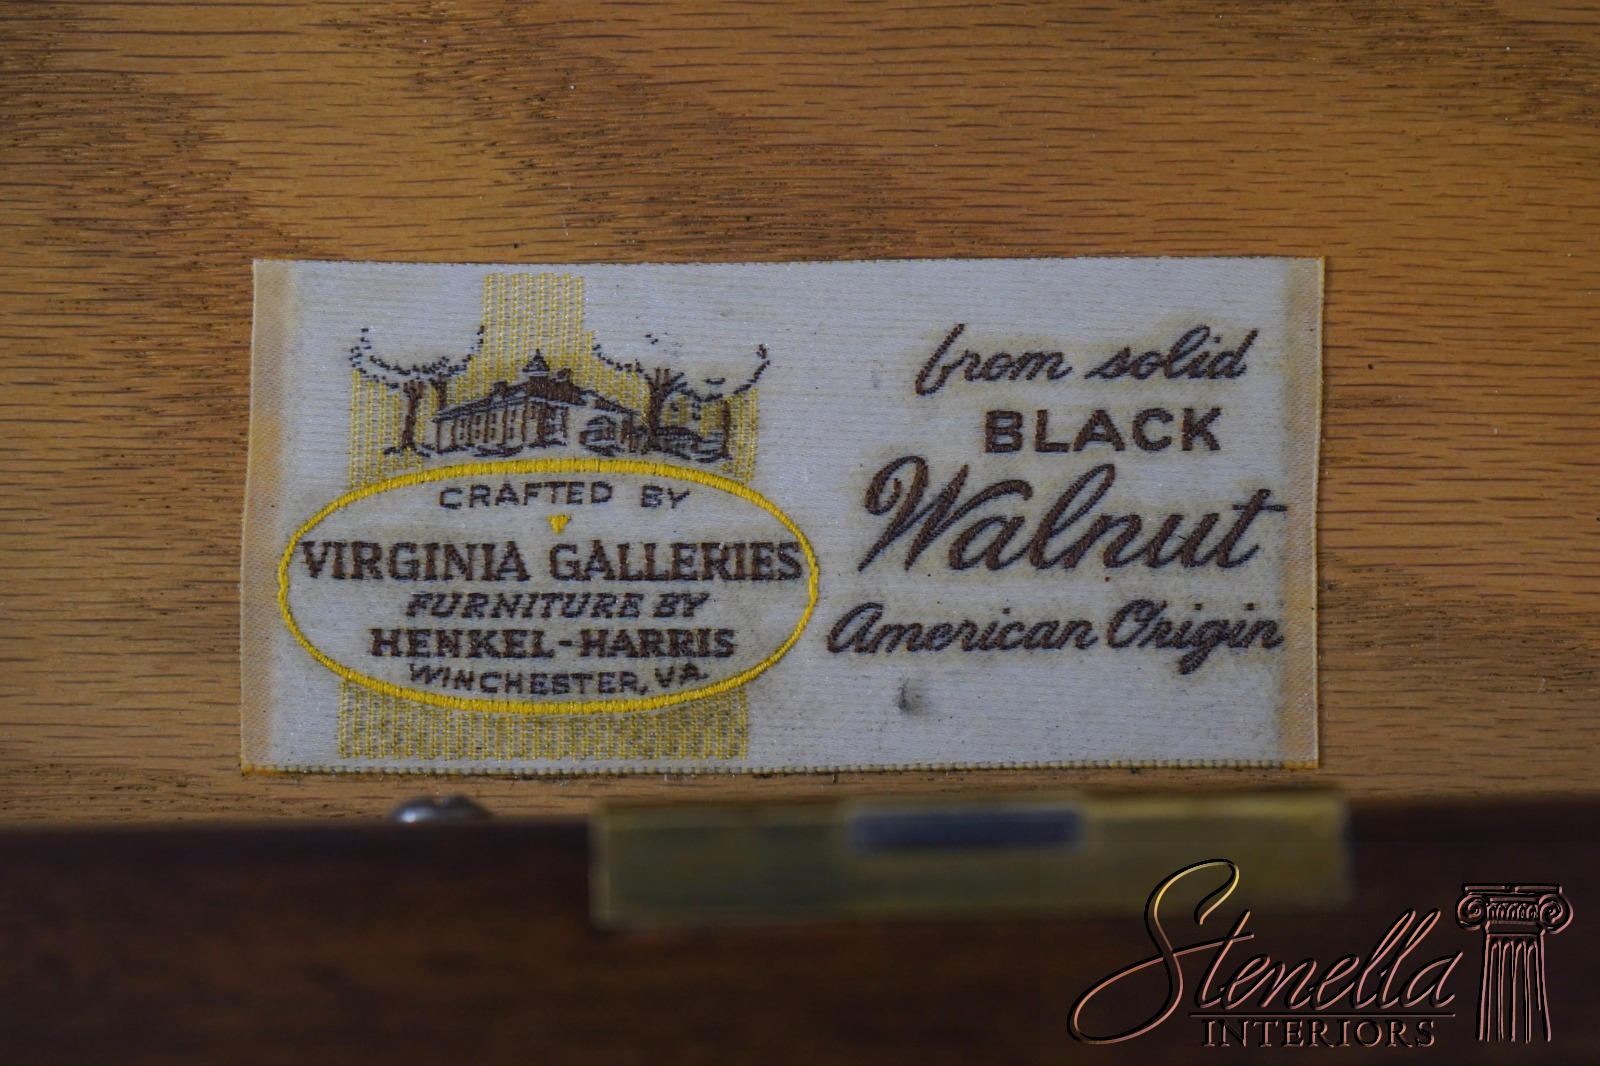 CRAFTED BY
VIRGINIA GALLERIES
FURNITURE BY
HENKEL-HARRIS
WINCHESTER, VA.
from solid
BLACK
Walnut
American Origin
Stenella
INTERIORS